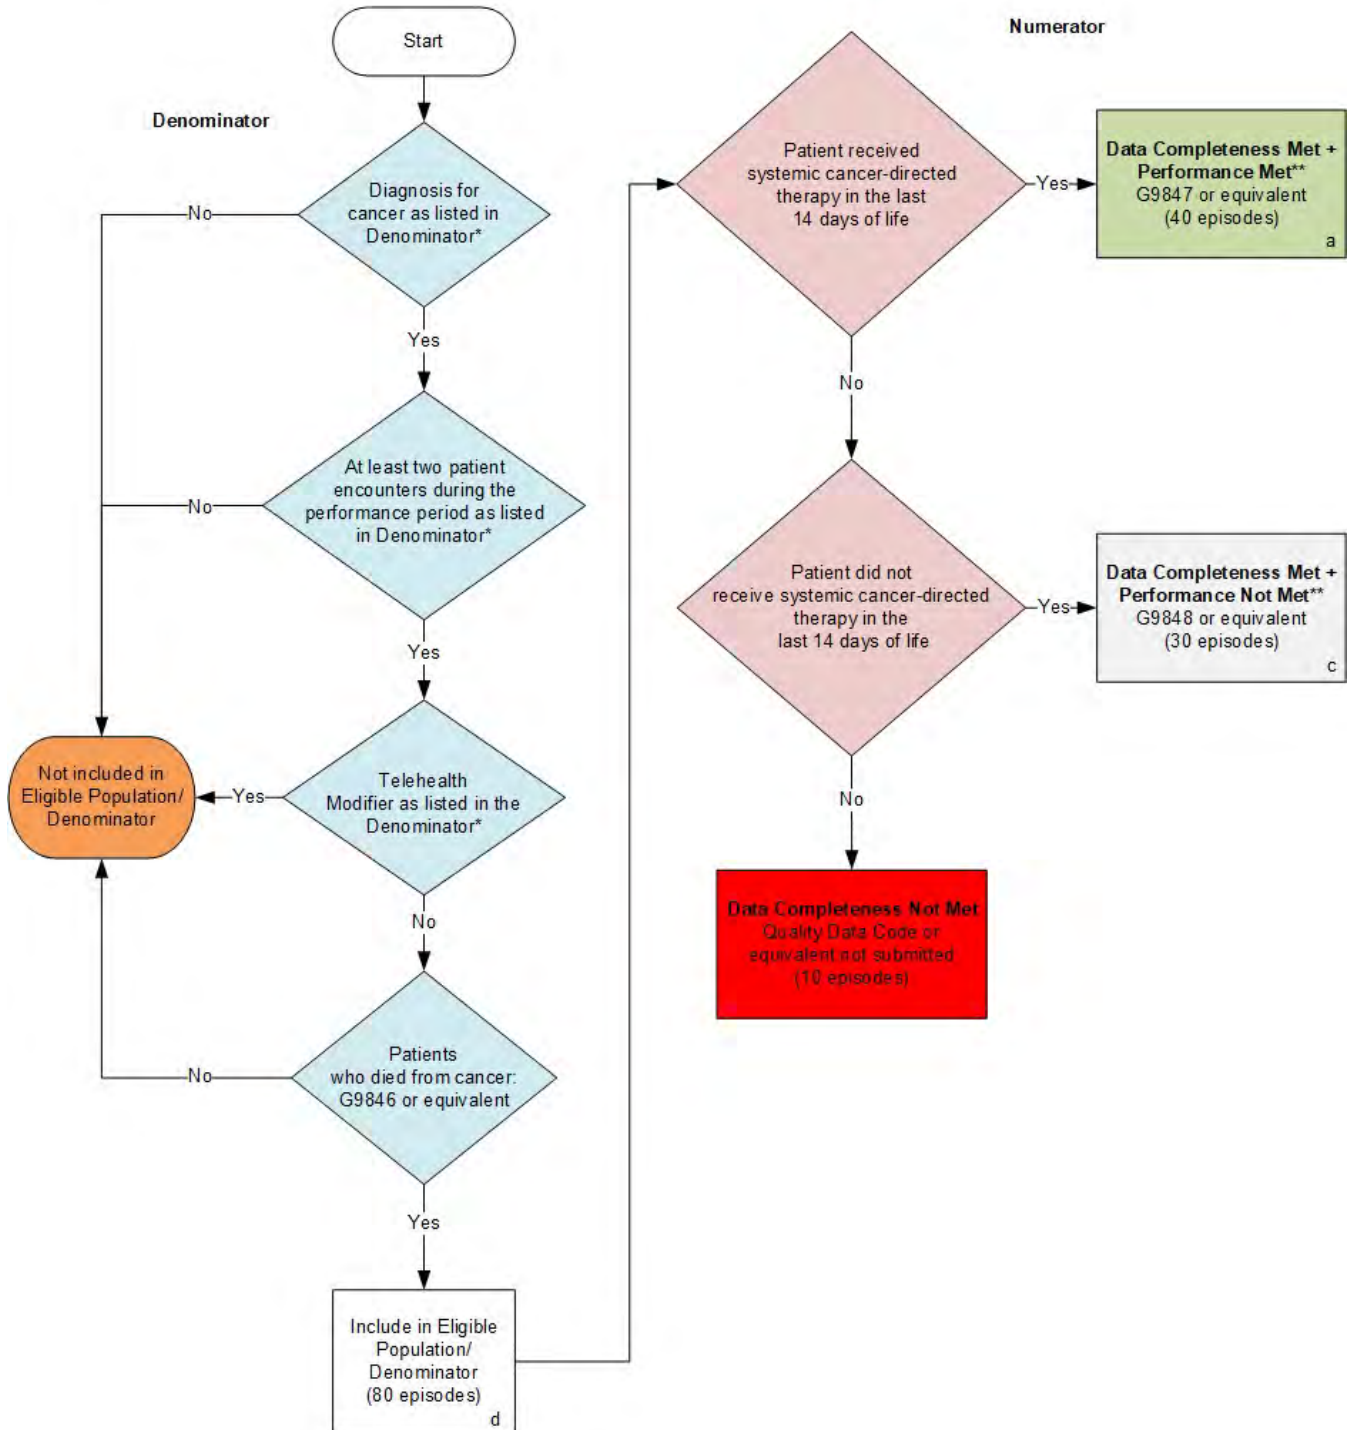 Start
Denominator
Diagnosis for
cancer as listed in
Denominator*
No
Yes
At least two patient
encounters during the
performance period as listed
in Denominator*
No
Yes
Telehealth
Modifier as listed in the
Denominator*
Yes
Not included in
Eligible Population/
Denominator
No
Patients
who died from cancer:
G9846 or equivalent
No
Yes
Include in Eligible
Population/
Denominator
(80 episodes)
d
Numerator
Patient received
systemic cancer-directed
therapy in the last
14 days of life
Yes
Data Completeness Met +
Performance Met**
G9847 or equivalent
(40 episodes)
a
No
Patient did not
receive systemic cancer-directed
therapy in the
last 14 days of life
Yes
Data Completeness Met +
Performance Not Met**
G9848 or equivalent
(30 episodes)
c
No
Data Completeness Not Met
Quality Data Code or
equivalent not submitted
(10 episodes)